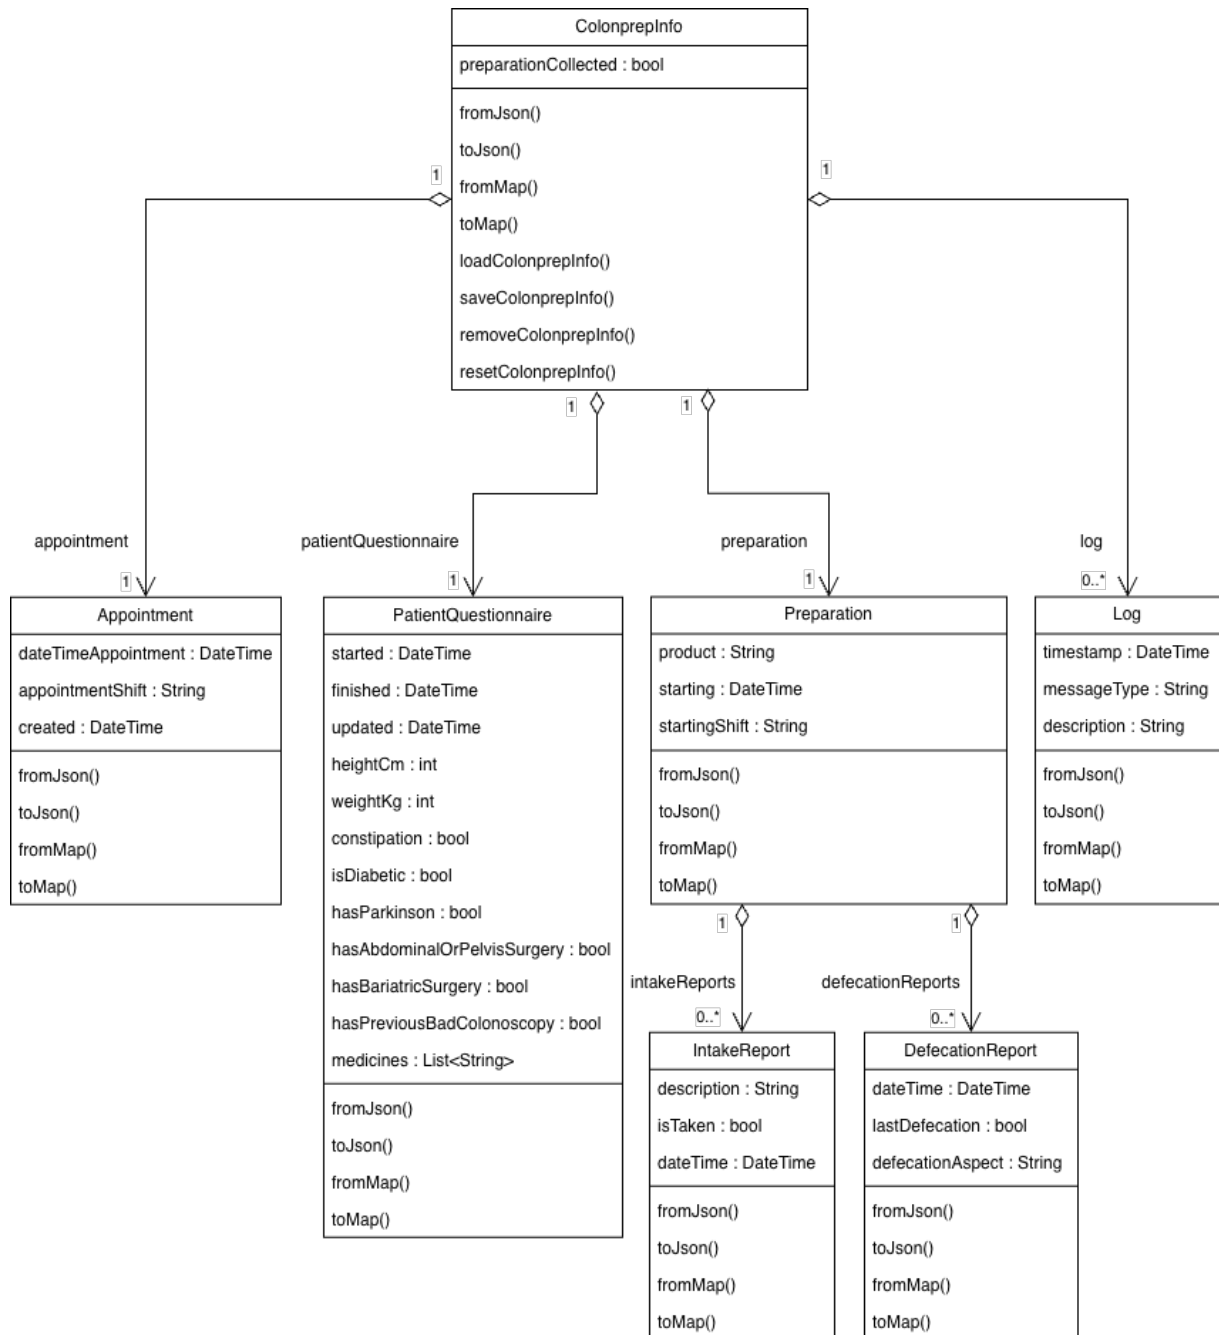 ColonprepInfo
preparationCollected : bool
fromJson()
toJson()
fromMap()
toMap()
loadColonprepInfo()
saveColonprepInfo()
removeColonprepInfo()
resetColonprepInfo()
1
1
1
1
appointment
patientQuestionnaire
preparation
log
1
1
1
0..*
Appointment
dateTimeAppointment : DateTime
appointmentShift : String
created : DateTime
fromJson()
toJson()
fromMap()
toMap()
PatientQuestionnaire
started : DateTime
finished : DateTime
updated : DateTime
heightCm : int
weightKg : int
constipation : bool
isDiabetic : bool
hasParkinson : bool
hasAbdominalOrPelvisSurgery : bool
hasBariatricSurgery : bool
hasPreviousBadColonoscopy : bool
medicines : List<String>
fromJson()
toJson()
fromMap()
toMap()
Preparation
product : String
starting : DateTime
startingShift : String
fromJson()
toJson()
fromMap()
toMap()
Log
timestamp : DateTime
messageType : String
description : String
fromJson()
toJson()
fromMap()
toMap()
1
1
intakeReports
defecationReports
0..*
0..*
IntakeReport
description : String
isTaken : bool
dateTime : DateTime
fromJson()
toJson()
fromMap()
toMap()
DefecationReport
dateTime : DateTime
lastDefecation : bool
defecationAspect : String
fromJson()
toJson()
fromMap()
toMap()